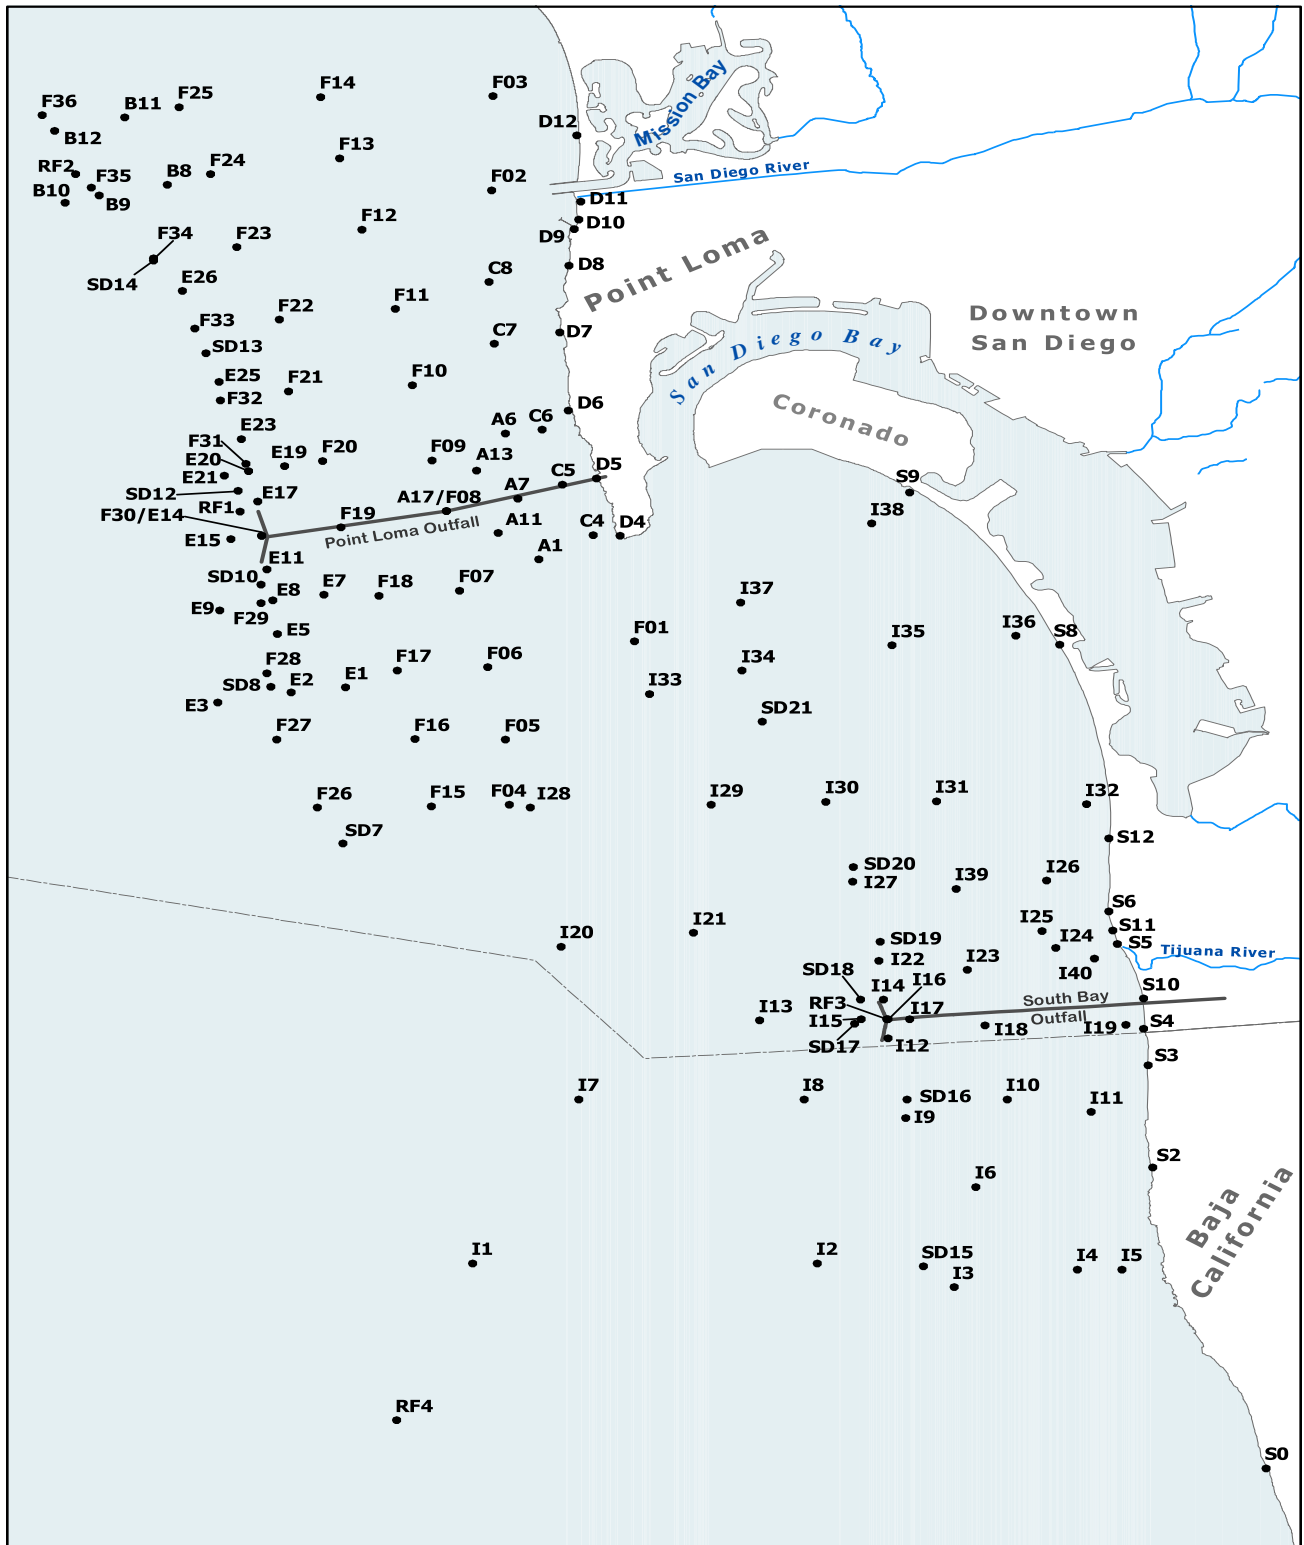 F36
B11
F25
F14
F03
B12
D12
Mission Bay
F13
RF2
F35
B8
F24
B10
B9
F02
San Diego River
D11
D10
D9
F12
F34
F23
SD14
Point Loma
D8
E26
C8
F11
F22
F33
San Diego Bay
Downtown
San Diego
SD13
C7
D7
E25
F21
F10
F32
Coronado
D6
E23
A6
C6
F31
E20
E19
F20
F09
A13
E21
C5
D5
S9
SD12
E17
A7
A17/F08
RF1
F30/E14
F19
Point Loma Outfall
A11
C4
D4
I38
E15
A1
E11
SD10
E8
E7
F18
F07
I37
E9
F29
E5
F01
I35
I36
S8
F28
F17
F06
I34
SD8
E2
E1
I33
E3
SD21
F27
F16
F05
F26
F15
F04
I28
I29
I30
I31
I32
SD7
S12
SD20
I27
I39
I26
S6
I20
I21
I25
S11
SD19
I24
S5
Tijuana River
I22
I23
I40
SD18
I14
I16
S10
RF3
South Bay
I13
I15
I17
Outfall
I18
I19
S4
SD17
I12
S3
I7
I8
SD16
I10
I11
I9
S2
I6
Baja
California
I1
I2
SD15
I3
I4
I5
RF4
S0